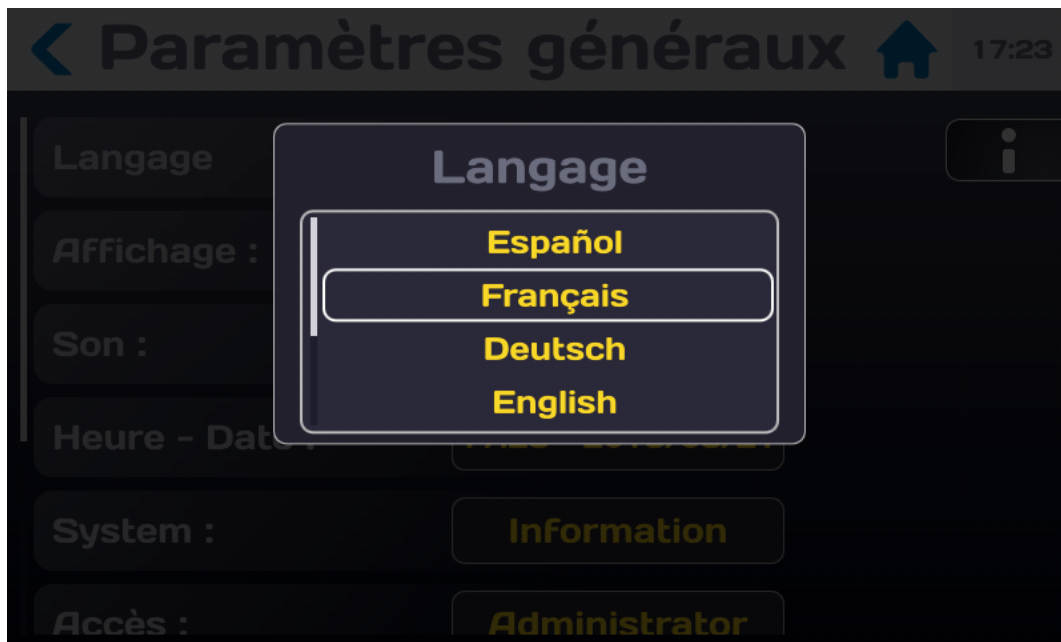 Paramètres généraux 17:23
Langage
Langage
Español
Affichage :
Français
Son :
Deutsch
English
Heure - Date :
System : Information
Accès : Administrator